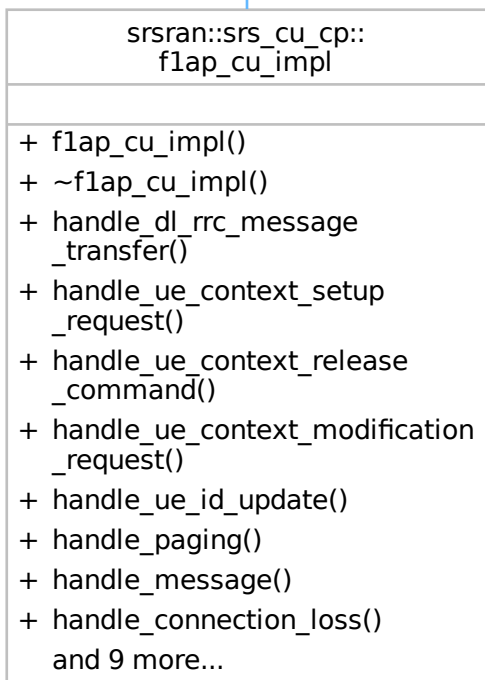 srsran::srs_cu_cp::
f1ap_cu_impl
+ f1ap_cu_impl()
+ ~f1ap_cu_impl()
+ handle_dl_rrc_message
_transfer()
+ handle_ue_context_setup
_request()
+ handle_ue_context_release
_command()
+ handle_ue_context_modification
_request()
+ handle_ue_id_update()
+ handle_paging()
+ handle_message()
+ handle_connection_loss()
and 9 more...